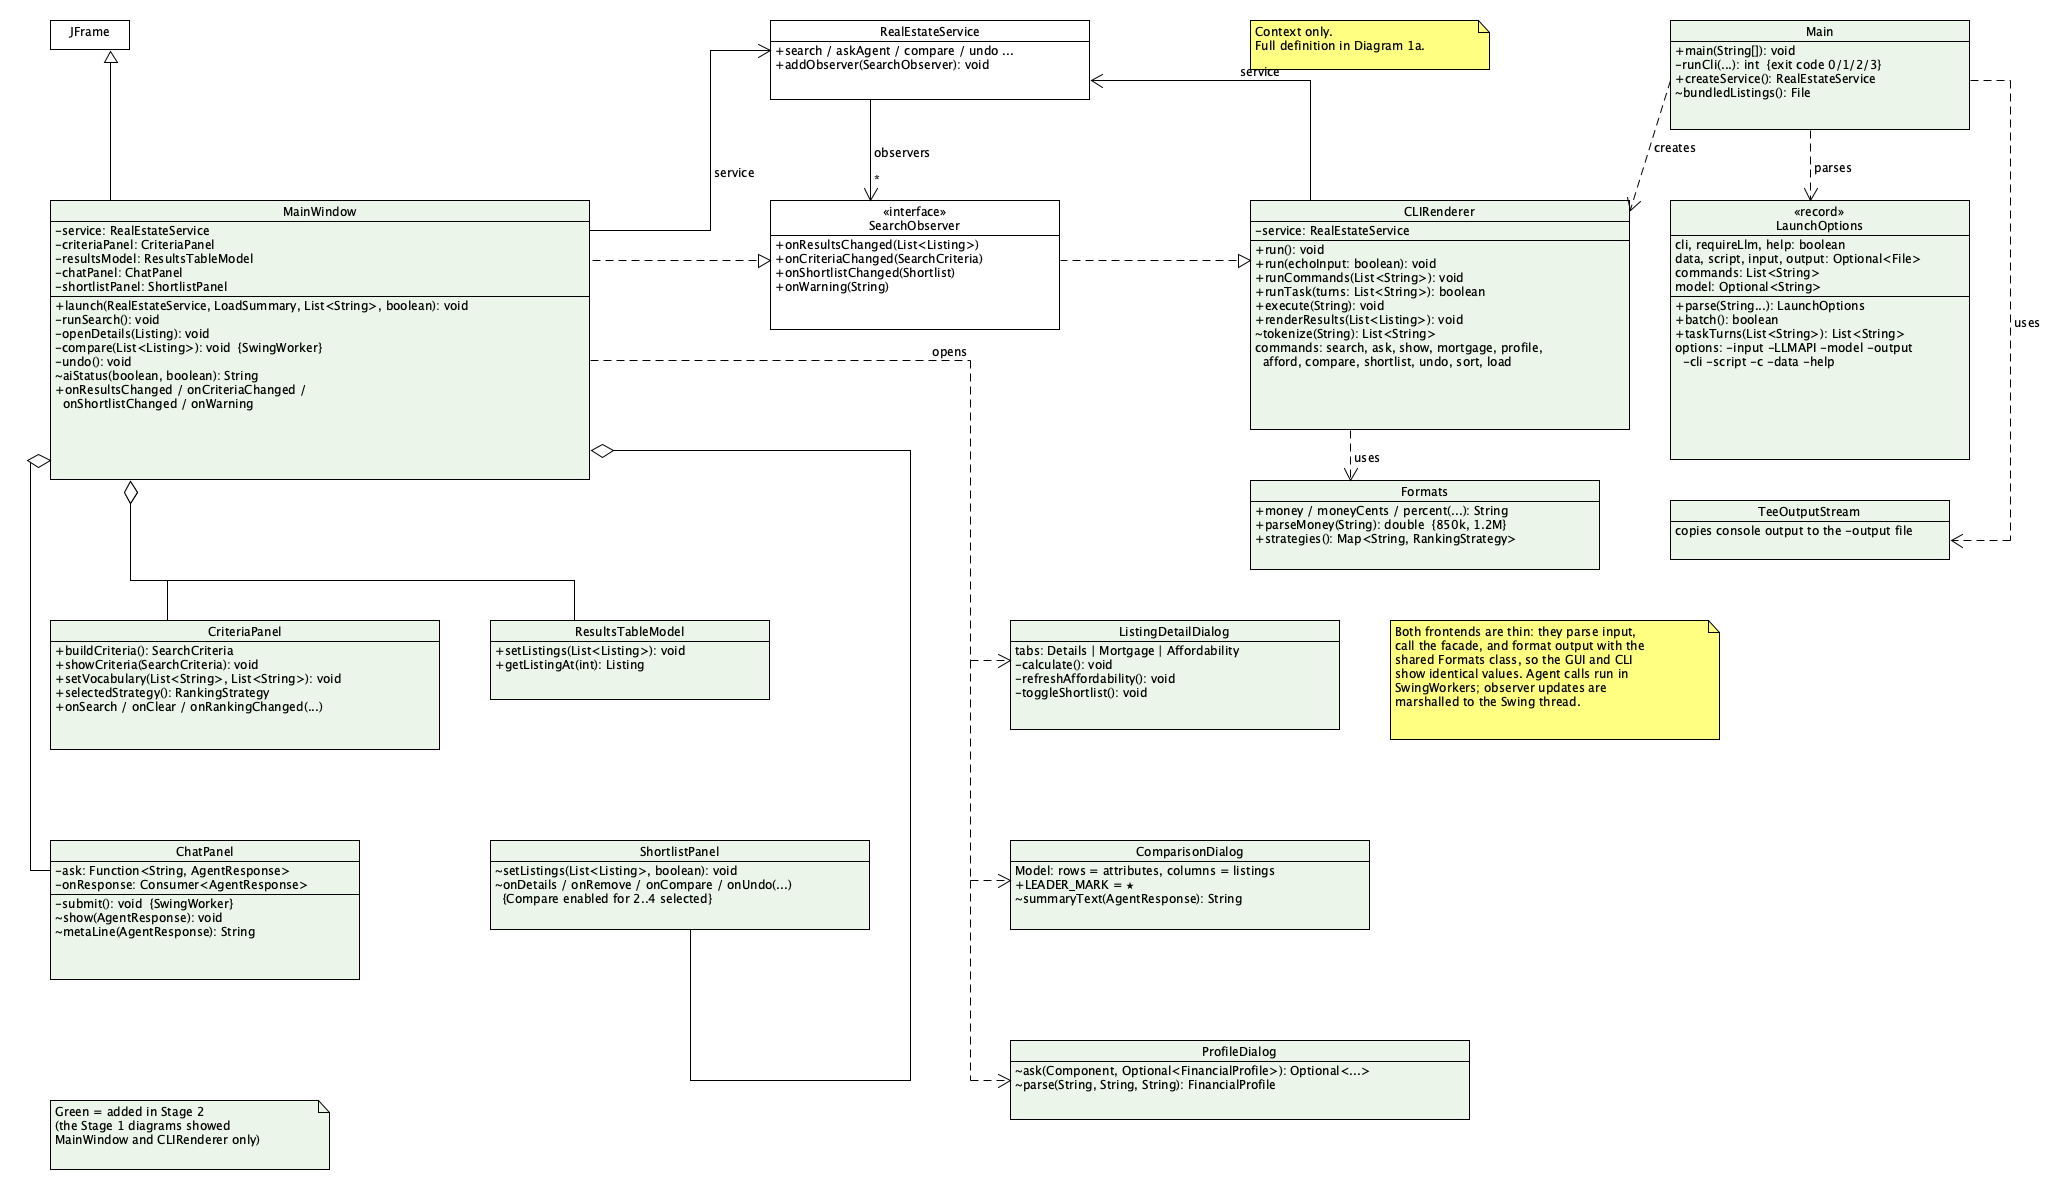 JFrame
RealEstateService
+search / askAgent / compare / undo ...
+addObserver(SearchObserver): void
Context only.
Full definition in Diagram 1a.
service
Main
+main(String[]): void
-runCli(...): int  {exit code 0/1/2/3}
+createService(): RealEstateService
~bundledListings(): File
observers
*
service
creates
parses
MainWindow
-service: RealEstateService
-criteriaPanel: CriteriaPanel
-resultsModel: ResultsTableModel
-chatPanel: ChatPanel
-shortlistPanel: ShortlistPanel
+launch(RealEstateService, LoadSummary, List<String>, boolean): void
-runSearch(): void
-openDetails(Listing): void
-compare(List<Listing>): void  {SwingWorker}
-undo(): void
~aiStatus(boolean, boolean): String
+onResultsChanged / onCriteriaChanged /
onShortlistChanged / onWarning
«interface»
SearchObserver
+onResultsChanged(List<Listing>)
+onCriteriaChanged(SearchCriteria)
+onShortlistChanged(Shortlist)
+onWarning(String)
CLIRenderer
-service: RealEstateService
+run(): void
+run(echoInput: boolean): void
+runCommands(List<String>): void
+runTask(turns: List<String>): boolean
+execute(String): void
+renderResults(List<Listing>): void
~tokenize(String): List<String>
commands: search, ask, show, mortgage, profile,
afford, compare, shortlist, undo, sort, load
«record»
LaunchOptions
cli, requireLlm, help: boolean
data, script, input, output: Optional<File>
commands: List<String>
model: Optional<String>
+parse(String...): LaunchOptions
+batch(): boolean
+taskTurns(List<String>): List<String>
options: -input -LLMAPI -model -output
-cli -script -c -data -help
uses
opens
uses
Formats
+money / moneyCents / percent(...): String
+parseMoney(String): double  {850k, 1.2M}
+strategies(): Map<String, RankingStrategy>
TeeOutputStream
copies console output to the -output file
CriteriaPanel
+buildCriteria(): SearchCriteria
+showCriteria(SearchCriteria): void
+setVocabulary(List<String>, List<String>): void
+selectedStrategy(): RankingStrategy
+onSearch / onClear / onRankingChanged(...)
ResultsTableModel
+setListings(List<Listing>): void
+getListingAt(int): Listing
ListingDetailDialog
tabs: Details | Mortgage | Affordability
-calculate(): void
-refreshAffordability(): void
-toggleShortlist(): void
Both frontends are thin: they parse input,
call the facade, and format output with the
shared Formats class, so the GUI and CLI
show identical values. Agent calls run in
SwingWorkers; observer updates are
marshalled to the Swing thread.
ChatPanel
-ask: Function<String, AgentResponse>
-onResponse: Consumer<AgentResponse>
-submit(): void  {SwingWorker}
~show(AgentResponse): void
~metaLine(AgentResponse): String
ShortlistPanel
~setListings(List<Listing>, boolean): void
~onDetails / onRemove / onCompare / onUndo(...)
{Compare enabled for 2..4 selected}
ComparisonDialog
Model: rows = attributes, columns = listings
+LEADER_MARK = ★
~summaryText(AgentResponse): String
ProfileDialog
~ask(Component, Optional<FinancialProfile>): Optional<...>
~parse(String, String, String): FinancialProfile
Green = added in Stage 2
(the Stage 1 diagrams showed
MainWindow and CLIRenderer only)